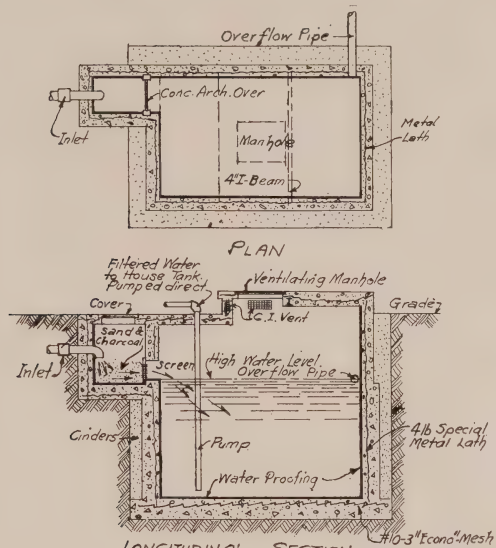 Overflow Pipe
Conc. Arch. Over
Inlet
Metal
Lath
Manhole
4"I-Beam
PLAN
Filtered Water
to House Tank.
Pumped direct
Ventilating Manhole
Cover
Grade
C.I. Vent
Sand &
Charcoal
Inlet
Screen
High Water Level
Overflow Pipe
Cinders
Pump
4lb Special
Metal Lath
Water Proofing
#10-3"Econo"-Mesh
LONGITUDINAL SECTION